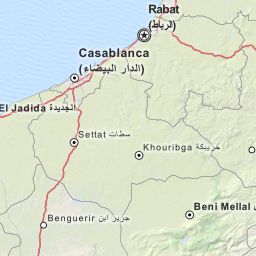 Rabat
(الرباط)
Casablanca
(الدار البيضاء)
El Jadida الجديدة
Settat سطات
Khouribga خريبكة
Beni Mellal
Benguerir جرير ابن